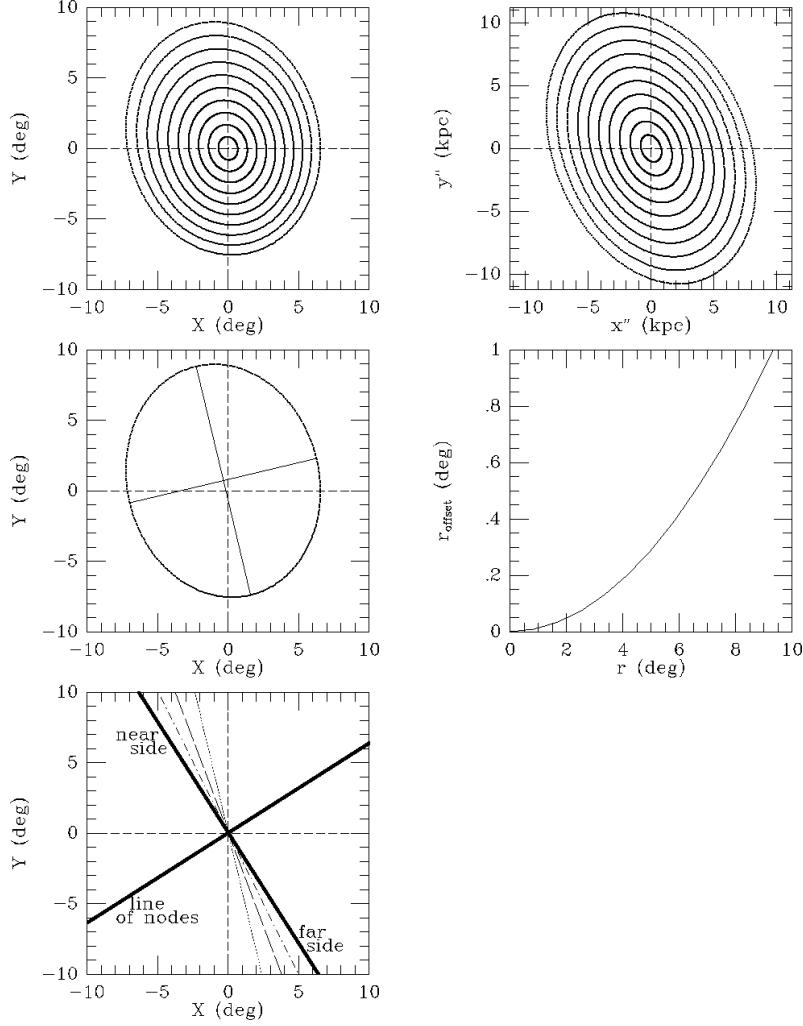 10
5
0
−5
−10
Y (deg)
−10 −5 0 5 10
X (deg)
10
5
0
−5
−10
y" (kpc)
−10 −5 0 5 10
x" (kpc)
10
5
0
−5
−10
Y (deg)
−10 −5 0 5 10
X (deg)
1
.8
.6
.4
.2
0
r_offset (deg)
0 2 4 6 8 10
r (deg)
10
5
0
−5
−10
Y (deg)
near
side
line
of nodes
far
side
−10 −5 0 5 10
X (deg)